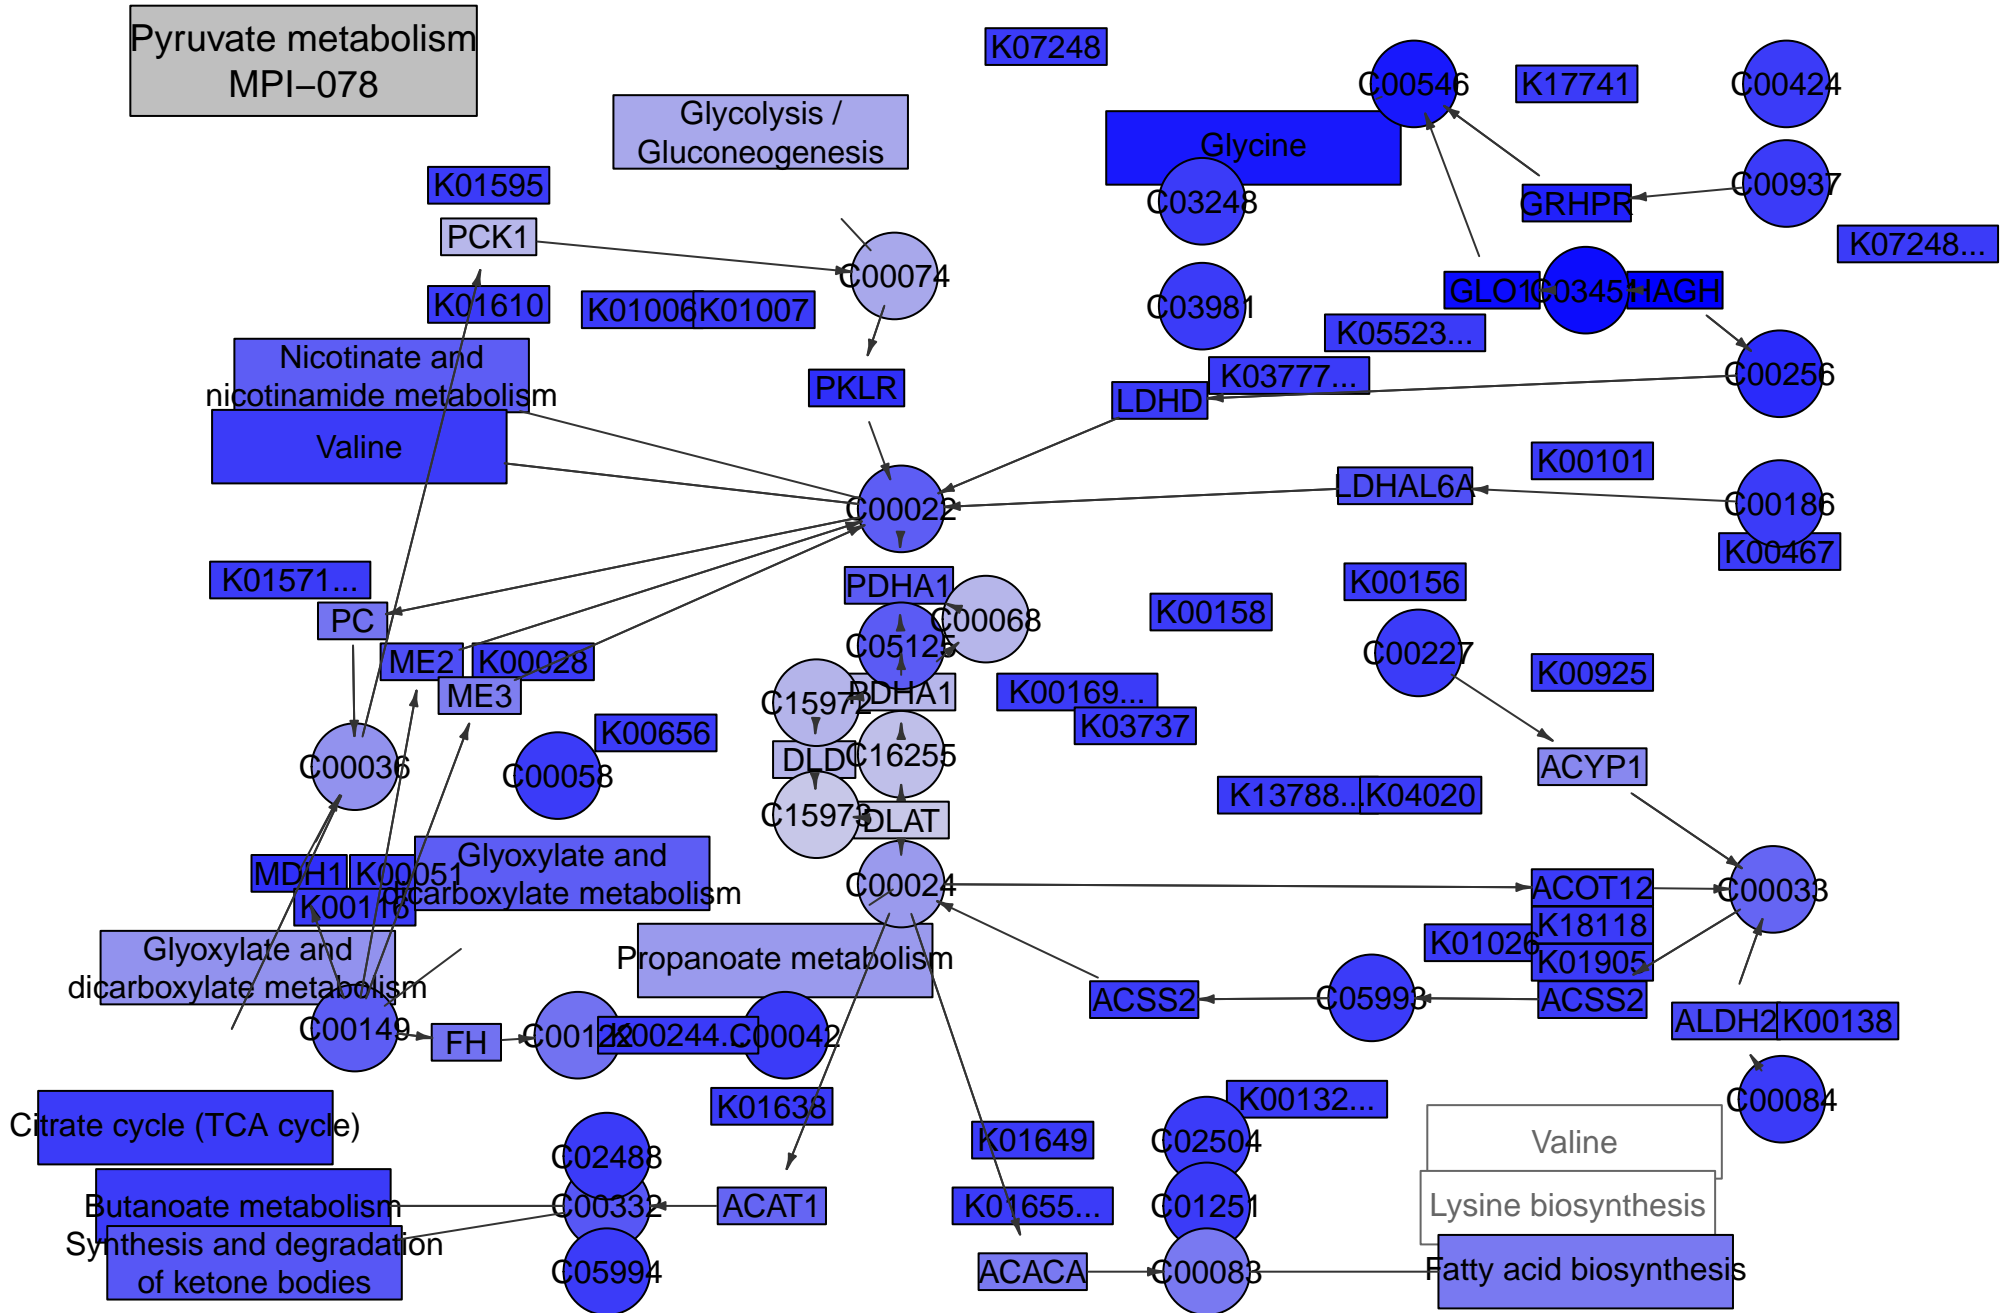 Pyruvate metabolism
MPI−078
K07248
C00546
K17741
C00424
Glycolysis /
Gluconeogenesis
Glycine
K01595
C03248
GRHPR
C00937
PCK1
K07248...
C00074
GLO1
C0345
HAGH
K01610
K01006
K01007
C03981
K05523...
Nicotinate and
nicotinamide metabolism
PKLR
K03777...
LDHD
C00256
Valine
K00101
LDHAL6A
C00186
C00022
K00467
K01571...
PDHA1
K00156
PC
C00068
K00158
C05125
ME2
K00028
C00227
K00925
ME3
PDHA1
C15972
K00169...
K03737
K00656
C00036
C00058
DLD
C16255
ACYP1
K13788...
K04020
C15973
DLAT
MDH1
K00051
Glyoxylate and
dicarboxylate metabolism
C00024
ACOT12
C00033
K00116
K18118
K01026
Glyoxylate and
dicarboxylate metabolism
Propanoate metabolism
K01905
ACSS2
C05993
ACSS2
C00149
FH
C00122
K00244...
C00042
ALDH2
K00138
K01638
K00132...
C00084
Citrate cycle (TCA cycle)
C02488
K01649
C02504
Valine
Butanoate metabolism
C00332
ACAT1
K01655...
C01251
Lysine biosynthesis
Synthesis and degradation
of ketone bodies
C05994
ACACA
C00083
Fatty acid biosynthesis